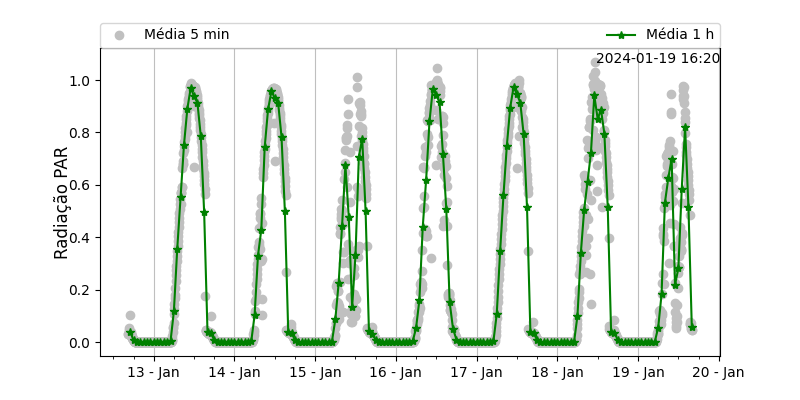 Média 5 min
Média 1 h
2024-01-19 16:20
Radiação PAR
1.0
0.8
0.6
0.4
0.2
0.0
13 - Jan
14 - Jan
15 - Jan
16 - Jan
17 - Jan
18 - Jan
19 - Jan
20 - Jan